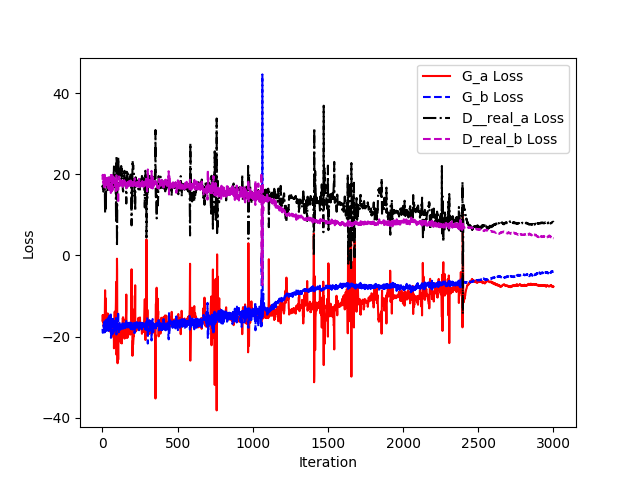 40
20
0
−20
−40
Loss
0
500
1000
1500
2000
2500
3000
Iteration
G_a Loss
G_b Loss
D__real_a Loss
D_real_b Loss